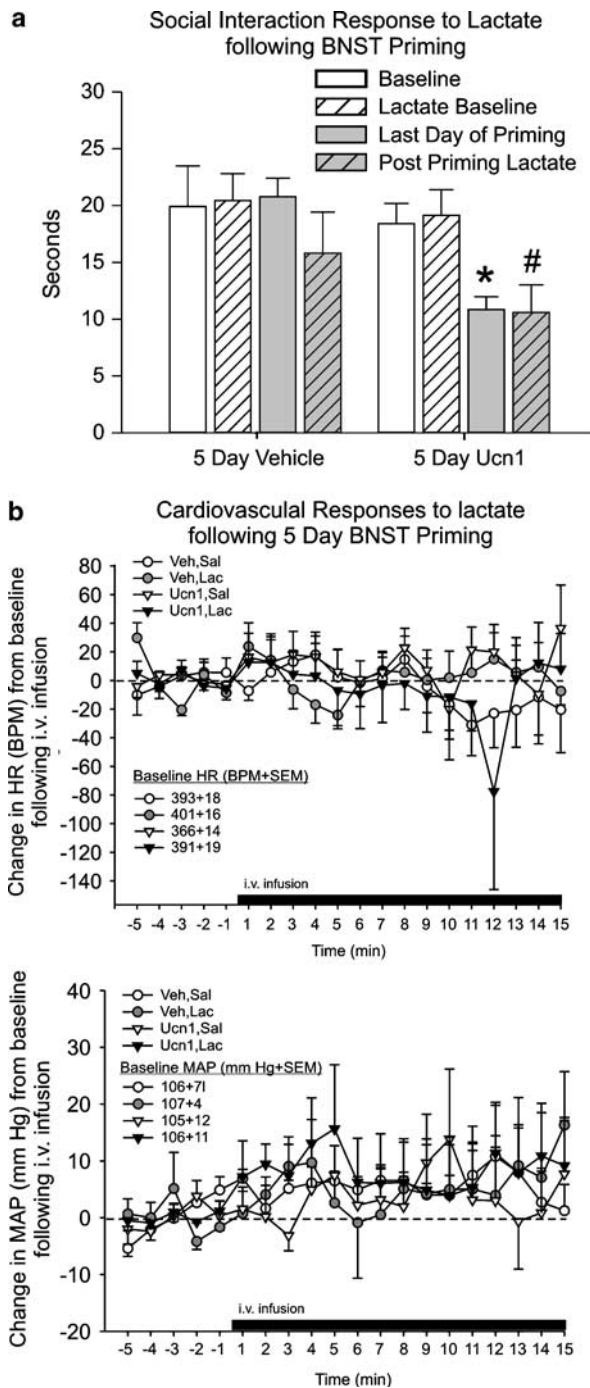 a
Social Interaction Response to Lactate
following BNST Priming
Baseline
Lactate Baseline
Last Day of Priming
Post Priming Lactate
30
25
20
15
10
5
0
Seconds
*
#
5 Day Vehicle
5 Day Ucn1
b
Cardiovascular Responses to lactate
following 5 Day BNST Priming
Change in HR (BPM) from baseline
following i.v. infusion
80
60
40
20
0
-20
-40
-60
-80
-100
-120
-140
Veh,Sal
Veh,Lac
Ucn1,Sal
Ucn1,Lac
Baseline HR (BPM+SEM)
393+18
401+16
366+14
391+19
i.v. infusion
-5 -4 -3 -2 -1 1 2 3 4 5 6 7 8 9 10 11 12 13 14 15
Time (min)
Change in MAP (mm Hg) from baseline
following i.v. infusion
40
30
20
10
0
-10
-20
Veh,Sal
Veh,Lac
Ucn1,Sal
Ucn1,Lac
Baseline MAP (mm Hg+SEM)
106+7l
107+4
105+12
106+11
i.v. infusion
-5 -4 -3 -2 -1 1 2 3 4 5 6 7 8 9 10 11 12 13 14 15
Time (min)